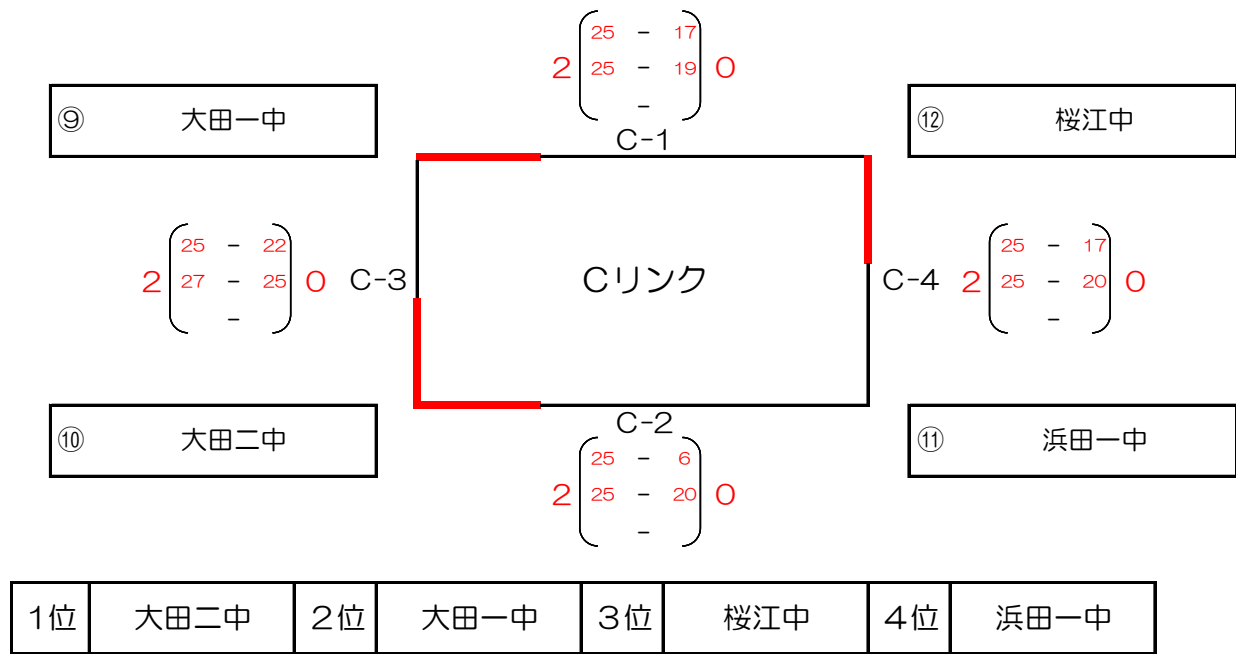 25 - 17
2 25 - 19 0
-
⑨ 大田一中
⑫ 桜江中
C-1
25 - 22
2 27 - 25 0
-
C-3
Cリンク
C-4
25 - 17
2 25 - 20 0
-
⑩ 大田二中
⑪ 浜田一中
C-2
25 - 6
2 25 - 20 0
-
1位 大田二中 2位 大田一中 3位 桜江中 4位 浜田一中